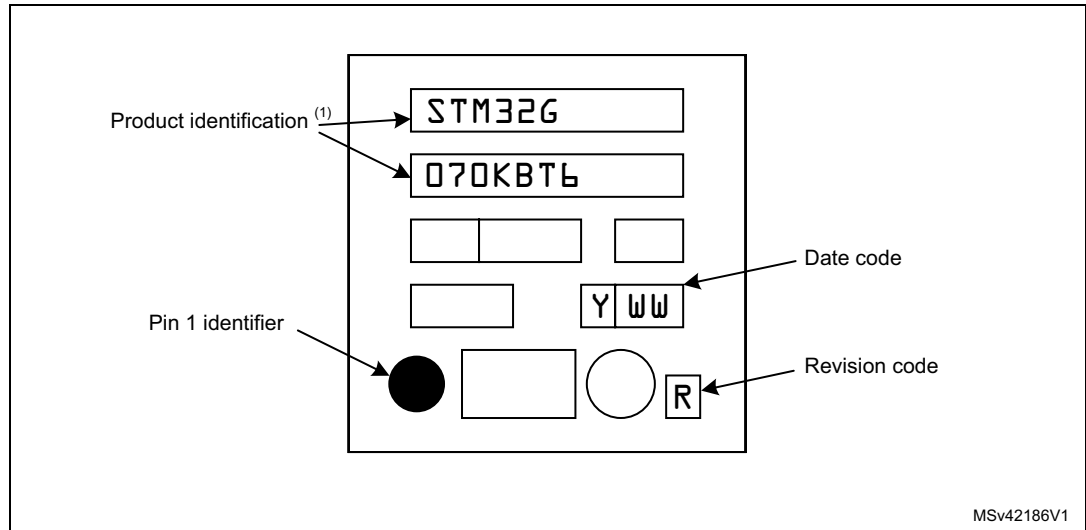 STM32G
Product identification (1)
070KBT6
Date code
Y WW
Pin 1 identifier
Revision code
R
MSv42186V1